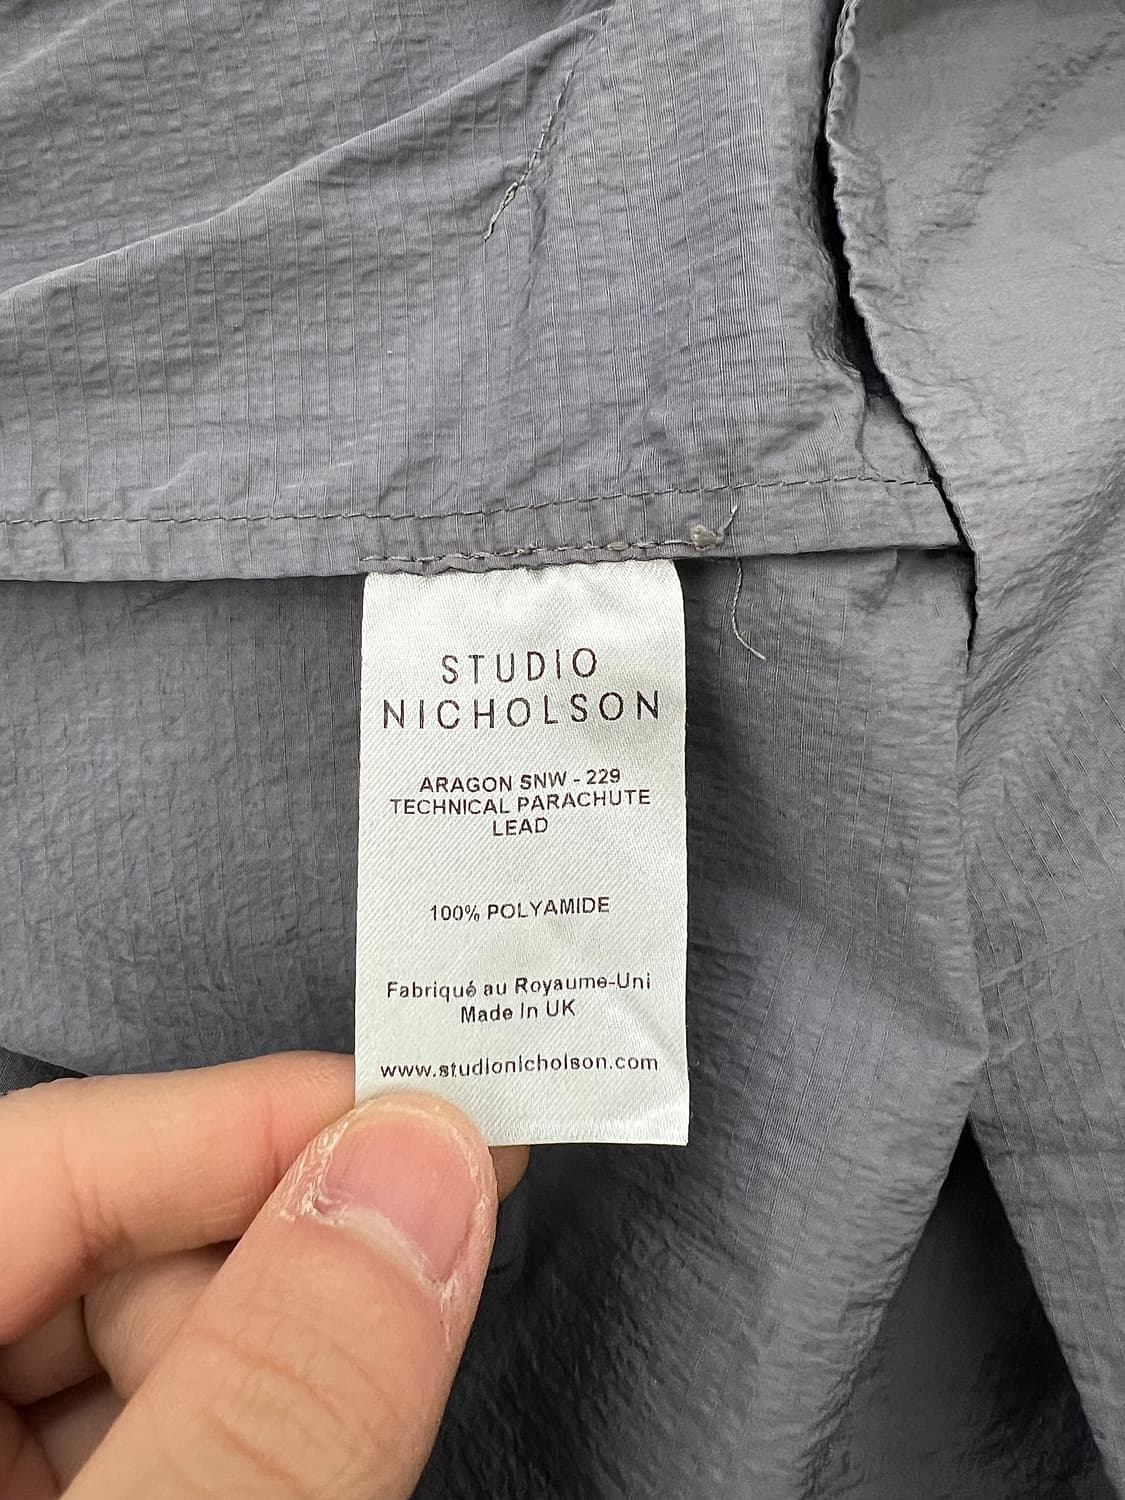 STUDIO
NICHOLSON
ARAGON SNW - 229
TECHNICAL PARACHUTE
LEAD
100% POLYAMIDE
Fabriqué au Royaume-Uni
Made In UK
www.studionicholson.com